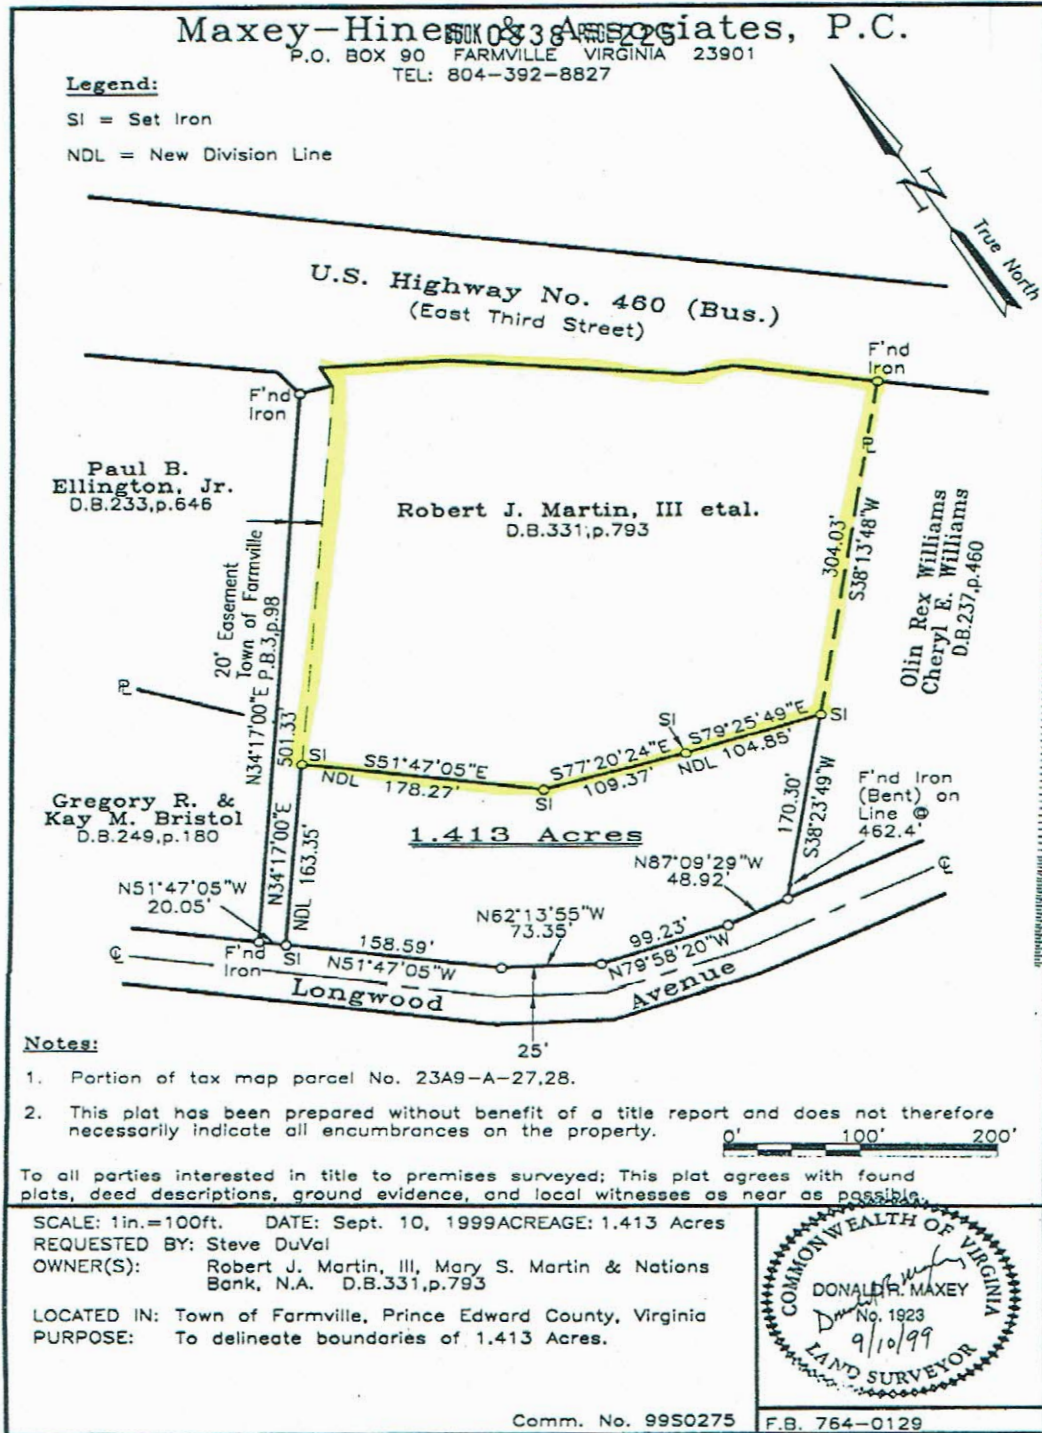 Maxey-Hines & Associates, P.C.
BOOK 0338 PAGE 225
P.O. BOX 90 FARMVILLE VIRGINIA 23901
TEL: 804-392-8827
Legend:
SI = Set Iron
NDL = New Division Line
N
True North
U.S. Highway No. 460 (Bus.)
(East Third Street)
F'nd
Iron
F'nd
Iron
PL
Paul B.
Ellington, Jr.
D.B.233,p.646
Robert J. Martin, III etal.
D.B.331,p.793
304.03'
S38°13'48"W
Olin Rex Williams
Cheryl E. Williams
D.B.237,p.460
20' Easement
Town of Farmville
P.B.3,p.98
N34°17'00"E
501.33'
PL
SI
S51°47'05"E
NDL 178.27'
SI
S77°20'24"E
109.37'
SI
S79°25'49"E
NDL 104.85'
SI
Gregory R. &
Kay M. Bristol
D.B.249,p.180
1.413 Acres
170.30'
S38°23'49"W
F'nd Iron
(Bent) on
Line @
462.4'
N34°17'00"E
NDL 163.35'
N51°47'05"W
20.05'
N87°09'29"W
48.92'
N62°13'55"W
73.35'
158.59'
N51°47'05"W
99.23'
N79°58'20"W
CL
CL
F'nd
Iron
SI
Longwood Avenue
25'
Notes:
1. Portion of tax map parcel No. 23A9-A-27,28.
2. This plat has been prepared without benefit of a title report and does not therefore
necessarily indicate all encumbrances on the property.
0' 100' 200'
To all parties interested in title to premises surveyed; This plat agrees with found
plats, deed descriptions, ground evidence, and local witnesses as near as possible.
SCALE: 1in.=100ft. DATE: Sept. 10, 1999 ACREAGE: 1.413 Acres
REQUESTED BY: Steve DuVal
OWNER(S): Robert J. Martin, III, Mary S. Martin & Nations
Bank, N.A. D.B.331,p.793
LOCATED IN: Town of Farmville, Prince Edward County, Virginia
PURPOSE: To delineate boundaries of 1.413 Acres.
Comm. No. 99S0275
COMMONWEALTH OF VIRGINIA
DONALD R. MAXEY
No. 1923
9/10/99
LAND SURVEYOR
F.B. 764-0129